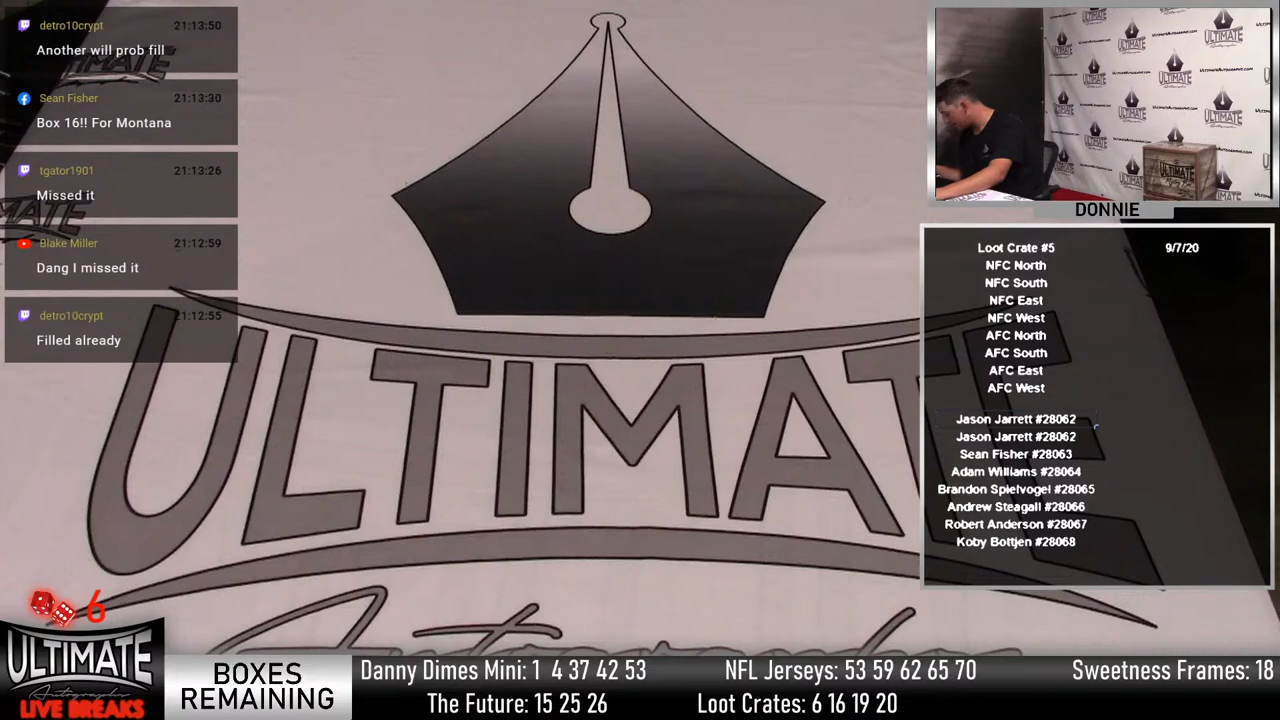 detro10crypt 21:13:50
Another will prob fill
Sean Fisher 21:13:30
Box 16!! For Montana
tgator1901 21:13:26
Missed it
Blake Miller 21:12:59
Dang I missed it
detro10crypt 21:12:55
Filled already
ULTIMATE
Autographs
ULTIMATE
ULTIMATE
ULTIMATE
DONNIE
Loot Crate #5 9/7/20
NFC North
NFC South
NFC East
NFC West
AFC North
AFC South
AFC East
AFC West
Jason Jarrett #28062
Jason Jarrett #28062
Sean Fisher #28063
Adam Williams #28064
Brandon Spielvogel #28065
Andrew Steagall #28066
Robert Anderson #28067
Koby Bottjen #28068
6
ULTIMATE
Autographs
LIVE BREAKS
BOXES
REMAINING
Danny Dimes Mini: 1 4 37 42 53 NFL Jerseys: 53 59 62 65 70 Sweetness Frames: 18
The Future: 15 25 26 Loot Crates: 6 16 19 20